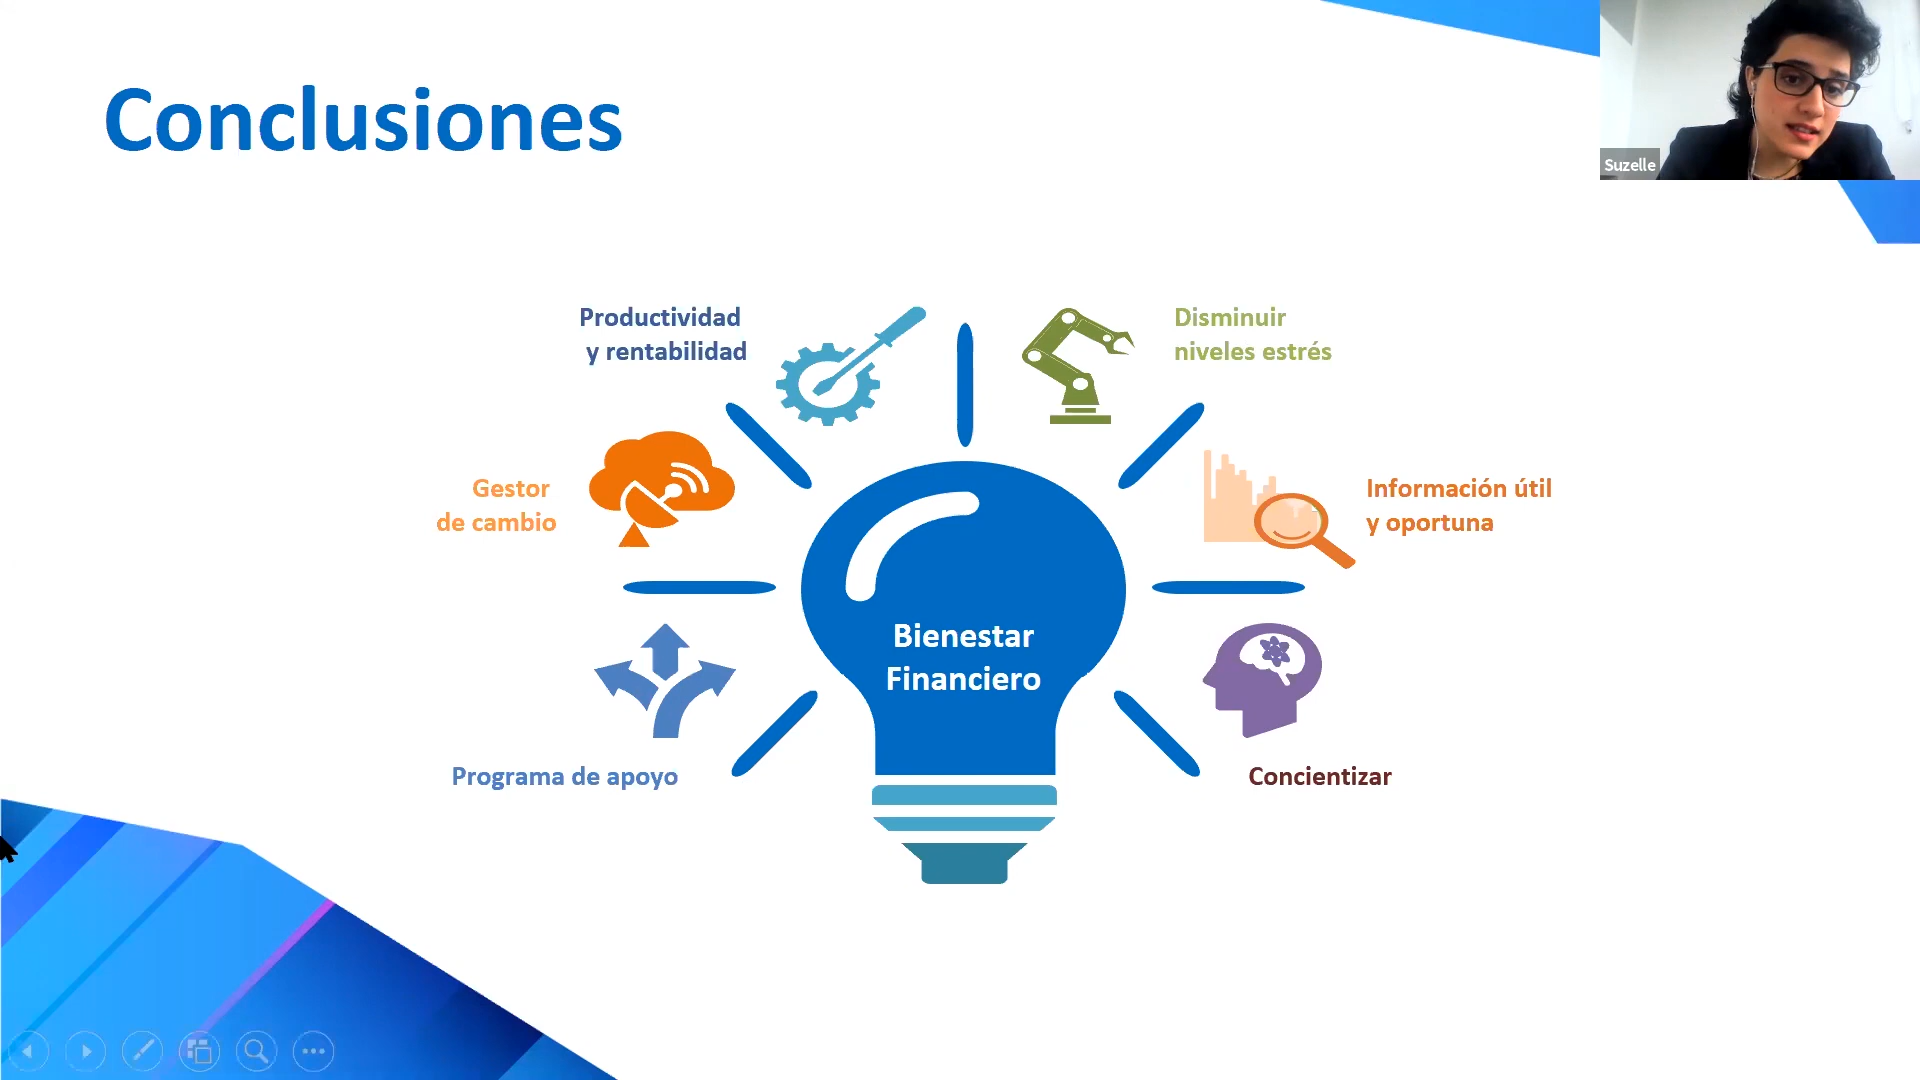 Conclusiones
Suzelle
Productividad
y rentabilidad
Disminuir
niveles estrés
Gestor
de cambio
Información útil
y oportuna
Bienestar
Financiero
Programa de apoyo
Concientizar